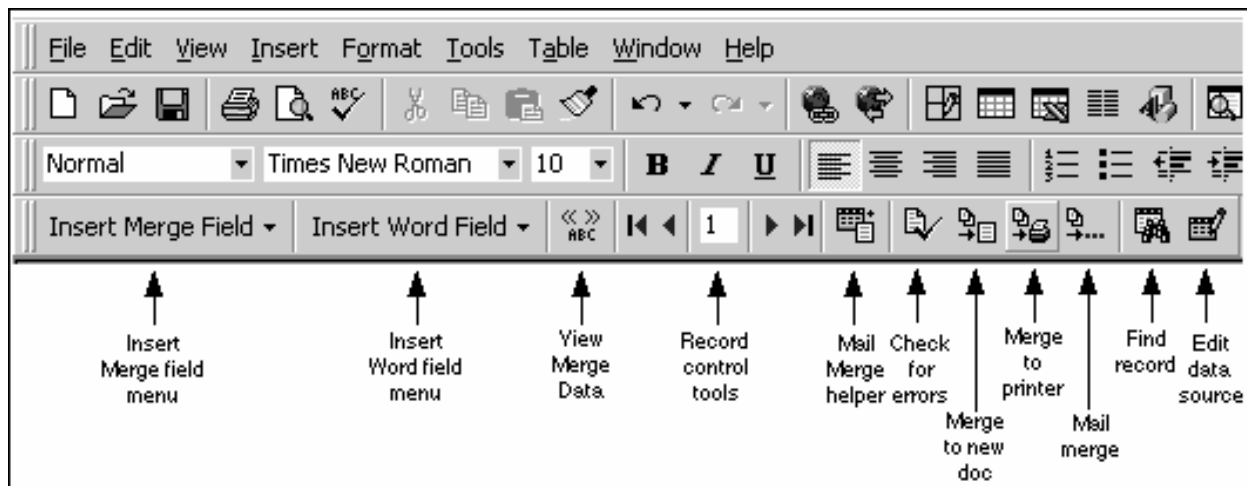 File Edit View Insert Format Tools Table Window Help
ABC
Normal Times New Roman 10 B I U
Insert Merge Field Insert Word Field « » ABC 1
Insert
Merge field
menu
Insert
Word field
menu
View
Merge
Data
Record
control
tools
Mail
Merge
helper
Check
for
errors
Merge
to new
doc
Merge
to
printer
Mail
merge
Find
record
Edit
data
source